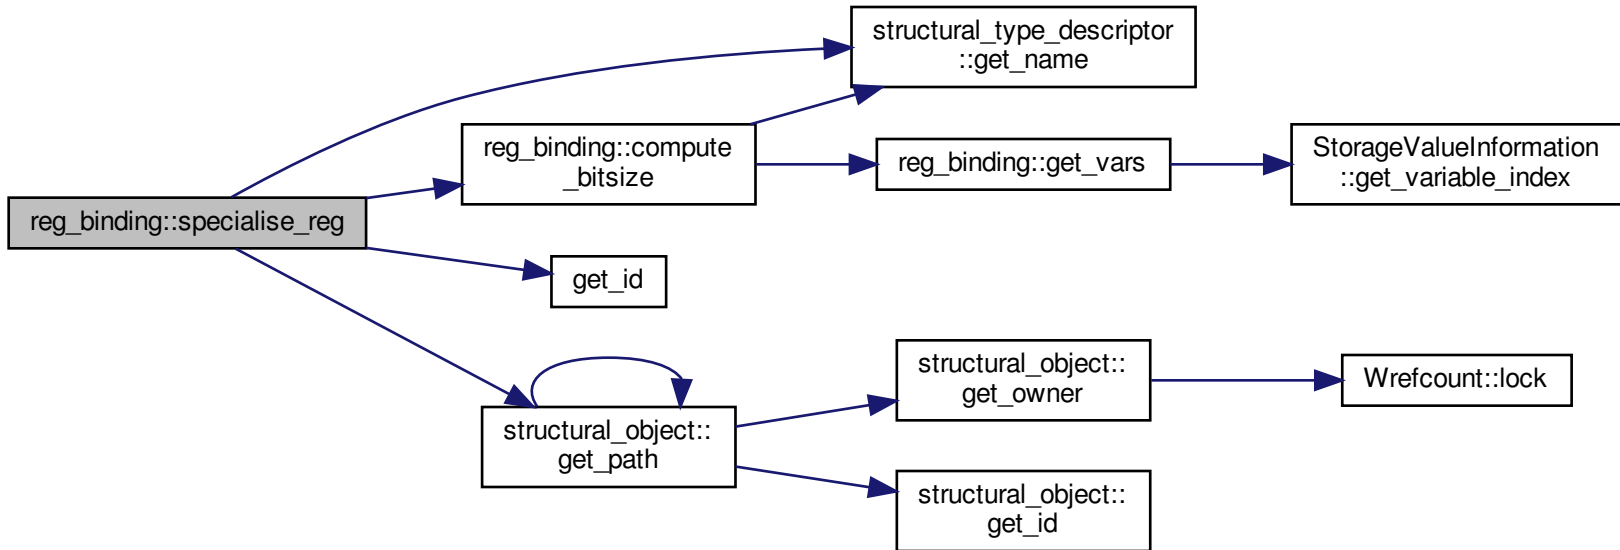 structural_type_descriptor
::get_name
reg_binding::compute
_bitsize
reg_binding::get_vars
StorageValueInformation
::get_variable_index
reg_binding::specialise_reg
get_id
structural_object::
get_owner
Wrefcount::lock
structural_object::
get_path
structural_object::
get_id